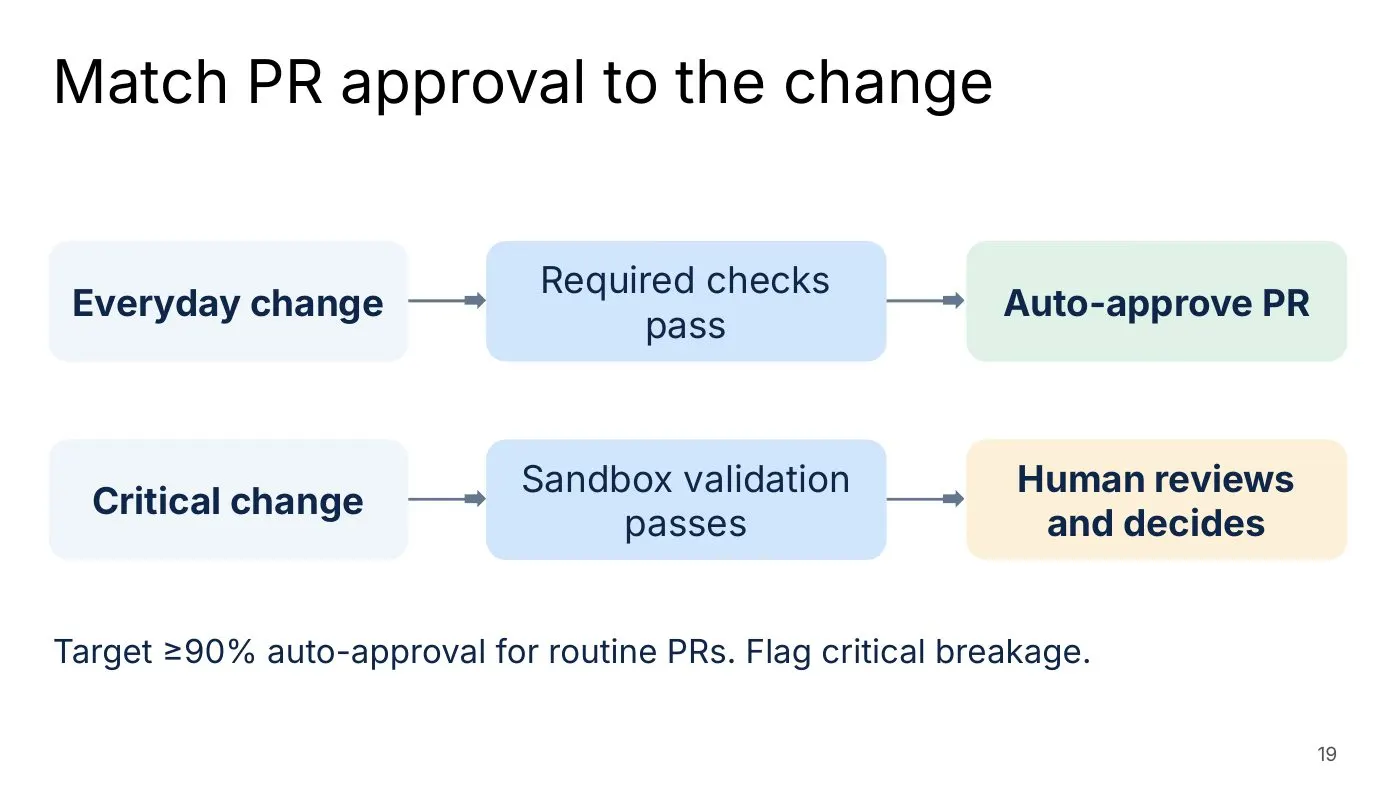 Match PR approval to the change
Everyday change
Required checks
pass
Auto-approve PR
Critical change
Sandbox validation
passes
Human reviews
and decides
Target ≥90% auto-approval for routine PRs. Flag critical breakage.
19